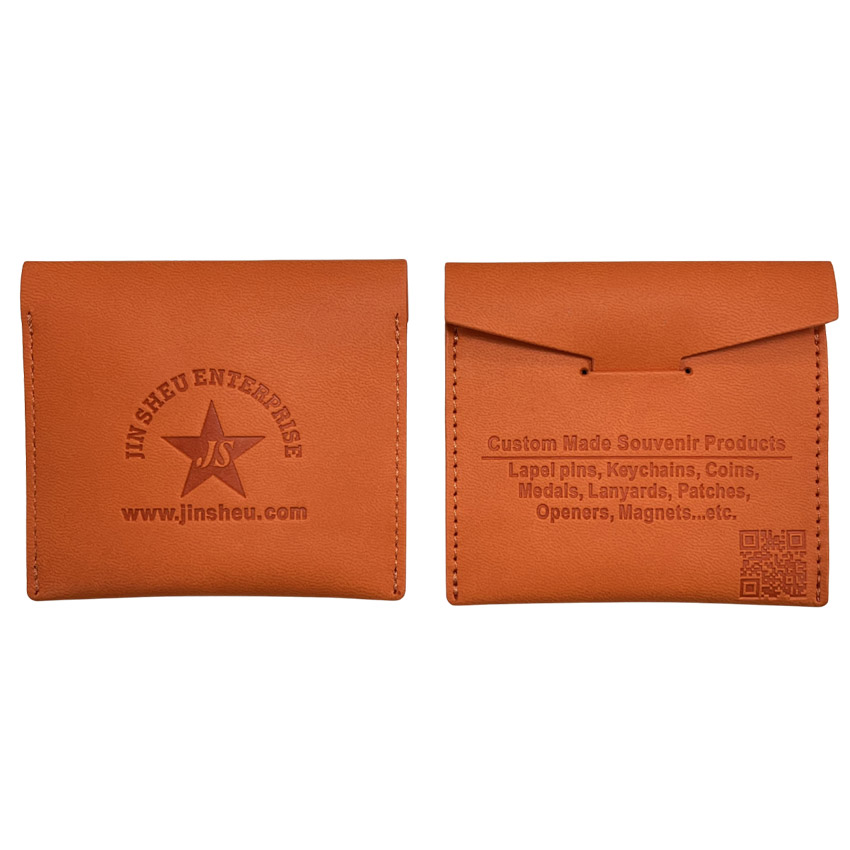 JIN SHEU ENTERPRISE
JS
www.jinsheu.com
Custom Made Souvenir Products
Lapel pins, Keychains, Coins,
Medals, Lanyards, Patches,
Openers, Magnets...etc.